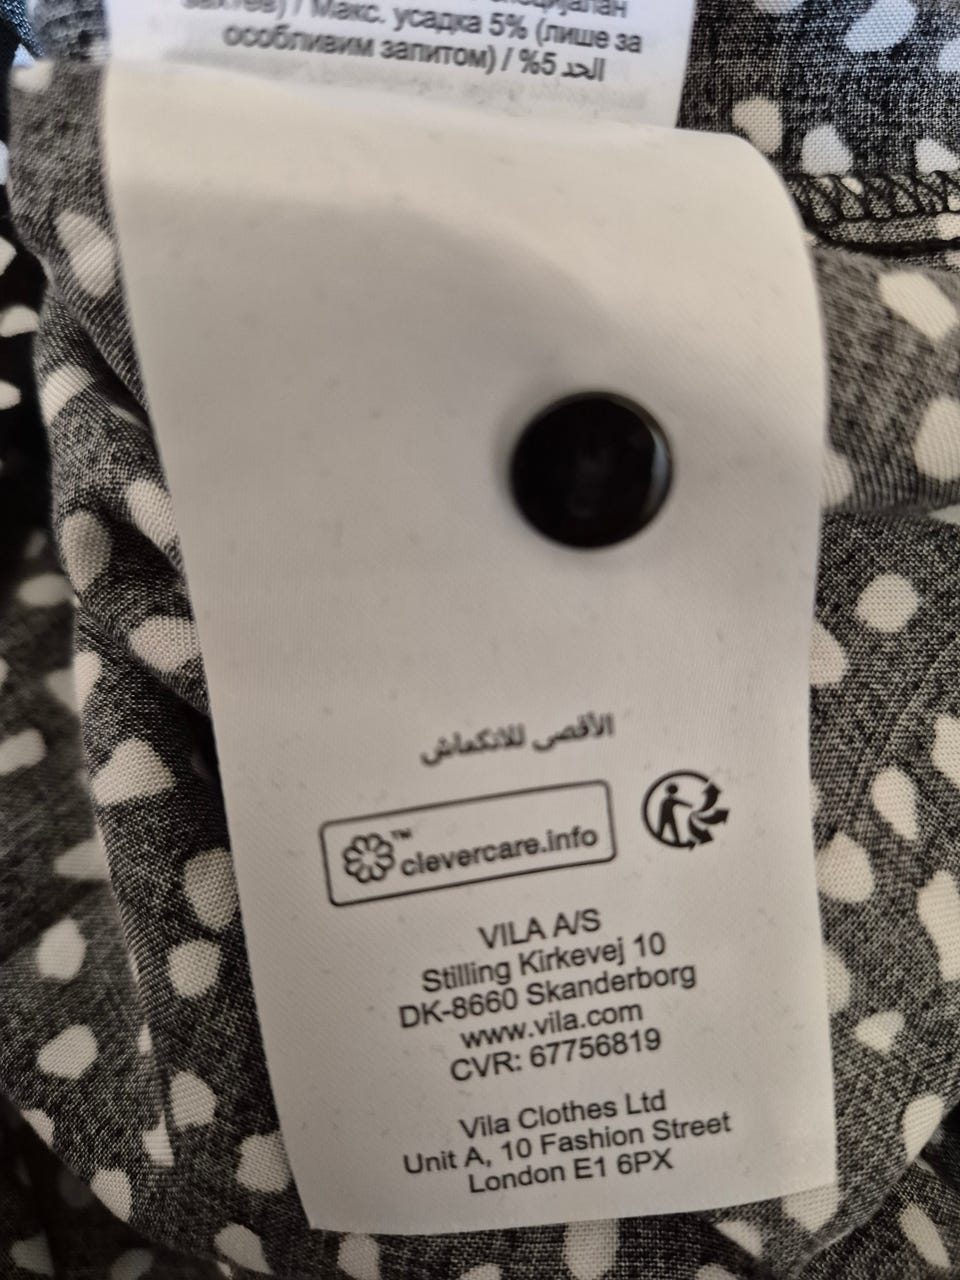 Макс. усадка 5% (лише за
особливим запитом) / %5 الحد
الأقصى للانكماش
™
clevercare.info
VILA A/S
Stilling Kirkevej 10
DK-8660 Skanderborg
www.vila.com
CVR: 67756819
Vila Clothes Ltd
Unit A, 10 Fashion Street
London E1 6PX